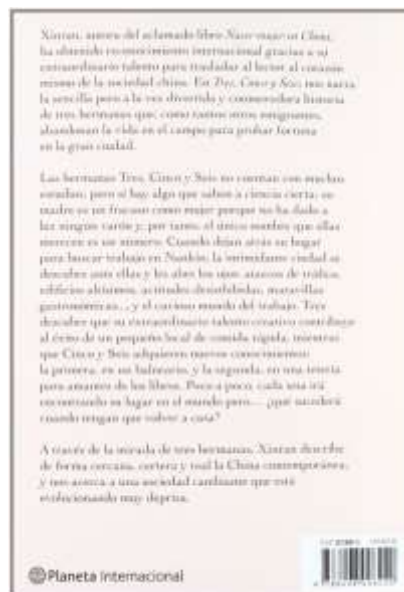 Xinran, autora del aclamado libro Nacer mujer en China,
ha obtenido reconocimiento internacional gracias a su
extraordinario talento para trasladar al lector al corazón
mismo de la sociedad china. En Tres, Cinco y Seis nos narra
la sencilla pero a la vez divertida y conmovedora historia
de tres hermanas que, como tantos otros emigrantes,
abandonan la vida en el campo para probar fortuna
en la gran ciudad.
Las hermanas Tres, Cinco y Seis no cuentan con muchos
estudios, pero sí hay algo que saben a ciencia cierta: su
madre es un fracaso como mujer porque no ha dado a
luz ningún varón y, por tanto, el único nombre que ellas
merecen es un número. Cuando dejan atrás su hogar
para buscar trabajo en Nankín, la intimidante ciudad se
descubre ante ellas y les abre los ojos: atascos de tráfico,
edificios altísimos, actitudes desinhibidas, maravillas
gastronómicas... y el curioso mundo del trabajo. Tres
descubre que su extraordinario talento creativo contribuye
al éxito de un pequeño local de comida rápida, mientras
que Cinco y Seis adquieren nuevos conocimientos:
la primera, en un balneario, y la segunda, en una tetería
para amantes de los libros. Poco a poco, cada una irá
encontrando su lugar en el mundo pero... ¿qué sucederá
cuando tengan que volver a casa?
A través de la mirada de tres hermanas, Xinran describe
de forma cercana, certera y real la China contemporánea,
y nos acerca a una sociedad cambiante que está
evolucionando muy deprisa.
Planeta Internacional